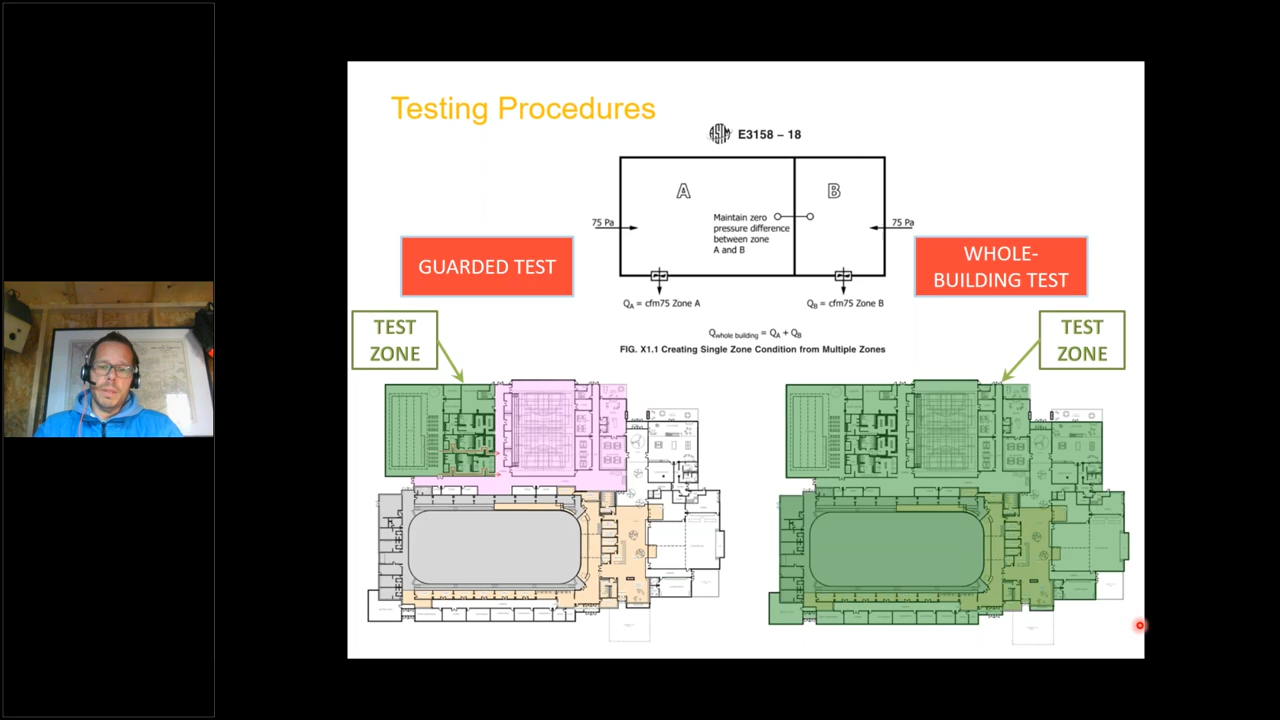 Testing Procedures
ASTM E3158 – 18
A
B
75 Pa
75 Pa
Maintain zero
pressure difference
between zone
A and B
GUARDED TEST
WHOLE-
BUILDING TEST
QA = cfm75 Zone A
QB = cfm75 Zone B
Qwhole building = QA + QB
FIG. X1.1 Creating Single Zone Condition from Multiple Zones
TEST
ZONE
TEST
ZONE